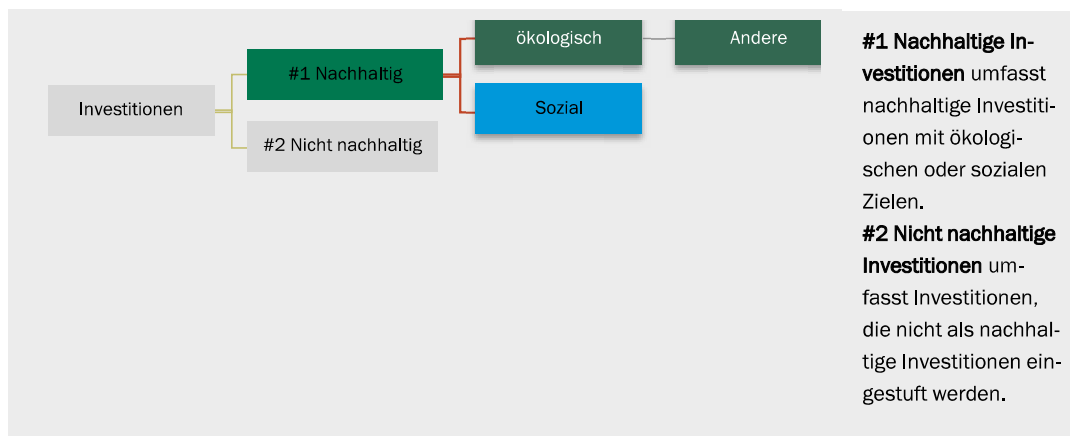 ökologisch
Andere
#1 Nachhaltig
Sozial
Investitionen
#2 Nicht nachhaltig
#1 Nachhaltige In-
vestitionen umfasst
nachhaltige Investiti-
onen mit ökologi-
schen oder sozialen
Zielen.
#2 Nicht nachhaltige
Investitionen um-
fasst Investitionen,
die nicht als nachhal-
tige Investitionen ein-
gestuft werden.